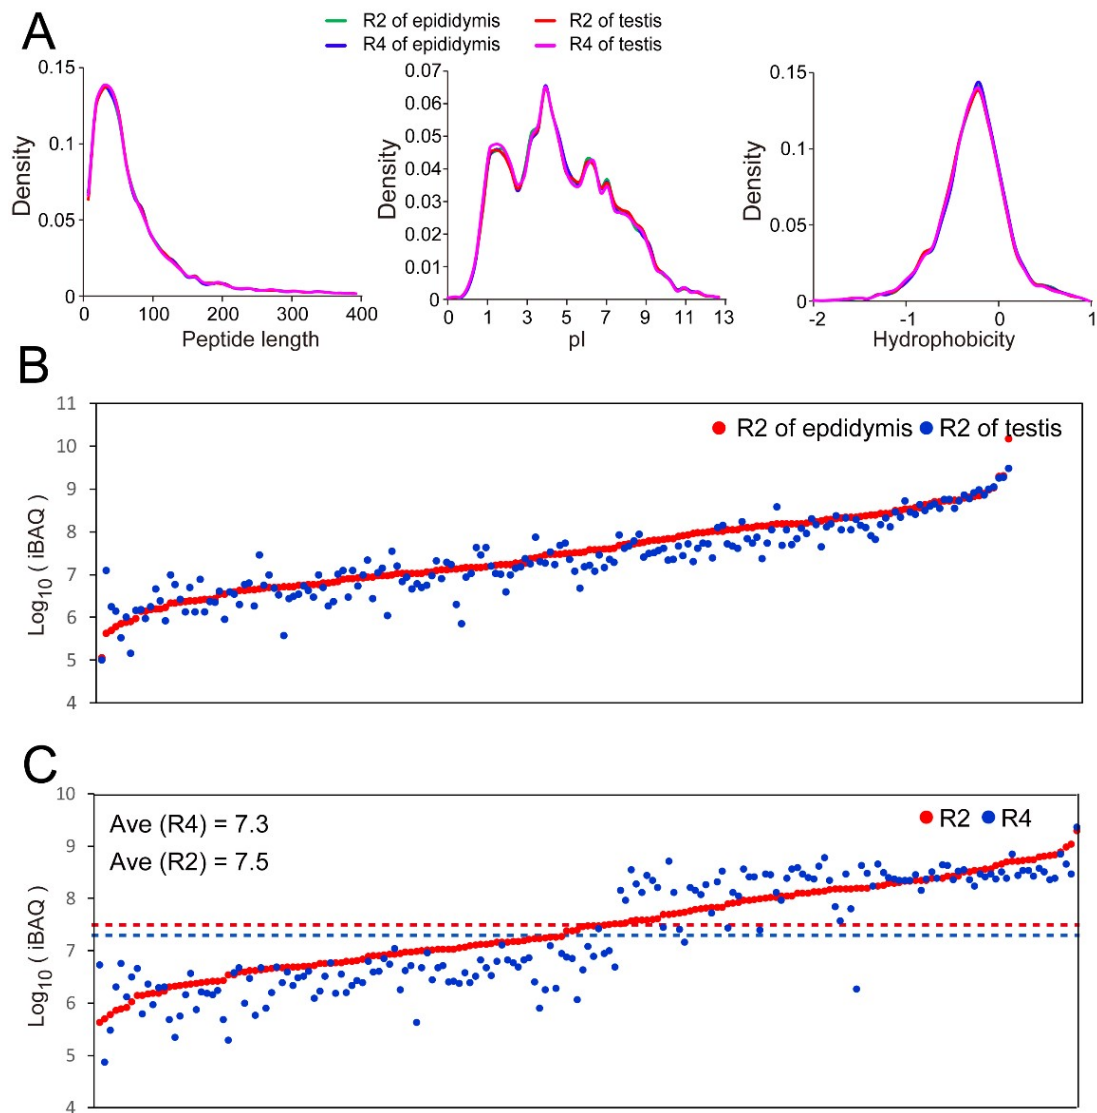 A
R2 of epididymis R2 of testis
R4 of epididymis R4 of testis
0.15
0.1
0.05
0
Density
0 100 200 300 400
Peptide length
0.07
0.06
0.05
0.04
0.03
0.02
0.01
0
Density
0 1 3 5 7 9 11 13
pI
0.15
0.1
0.05
0
Density
-2 -1 0 1
Hydrophobicity
B
R2 of epdidymis R2 of testis
11
10
9
8
7
6
5
4
Log10 ( iBAQ )
C
Ave (R4) = 7.3
Ave (R2) = 7.5
R2 R4
10
9
8
7
6
5
4
Log10 ( iBAQ )